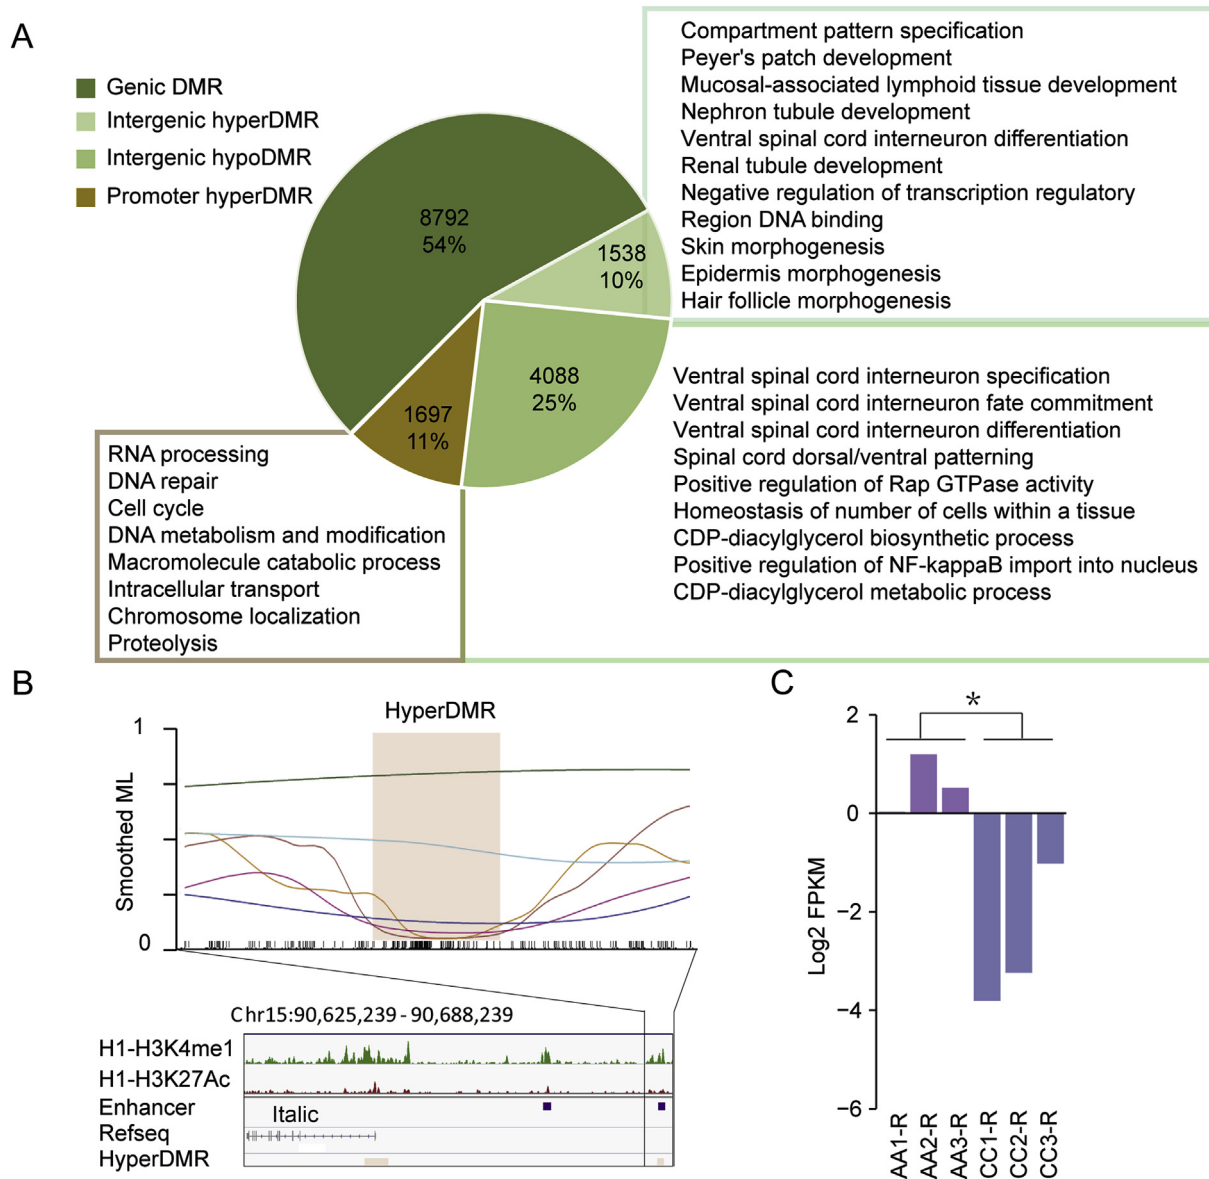 A
Genic DMR
Intergenic hyperDMR
Intergenic hypoDMR
Promoter hyperDMR
8792
54%
1538
10%
4088
25%
1697
11%
Compartment pattern specification
Peyer's patch development
Mucosal-associated lymphoid tissue development
Nephron tubule development
Ventral spinal cord interneuron differentiation
Renal tubule development
Negative regulation of transcription regulatory
Region DNA binding
Skin morphogenesis
Epidermis morphogenesis
Hair follicle morphogenesis
Ventral spinal cord interneuron specification
Ventral spinal cord interneuron fate commitment
Ventral spinal cord interneuron differentiation
Spinal cord dorsal/ventral patterning
Positive regulation of Rap GTPase activity
Homeostasis of number of cells within a tissue
CDP-diacylglycerol biosynthetic process
Positive regulation of NF-kappaB import into nucleus
CDP-diacylglycerol metabolic process
RNA processing
DNA repair
Cell cycle
DNA metabolism and modification
Macromolecule catabolic process
Intracellular transport
Chromosome localization
Proteolysis
B
HyperDMR
1
Smoothed ML
0
Chr15:90,625,239 - 90,688,239
H1-H3K4me1
H1-H3K27Ac
Enhancer
Italic
Refseq
HyperDMR
C
*
2
0
−2
−4
−6
Log2 FPKM
AA1-R
AA2-R
AA3-R
CC1-R
CC2-R
CC3-R